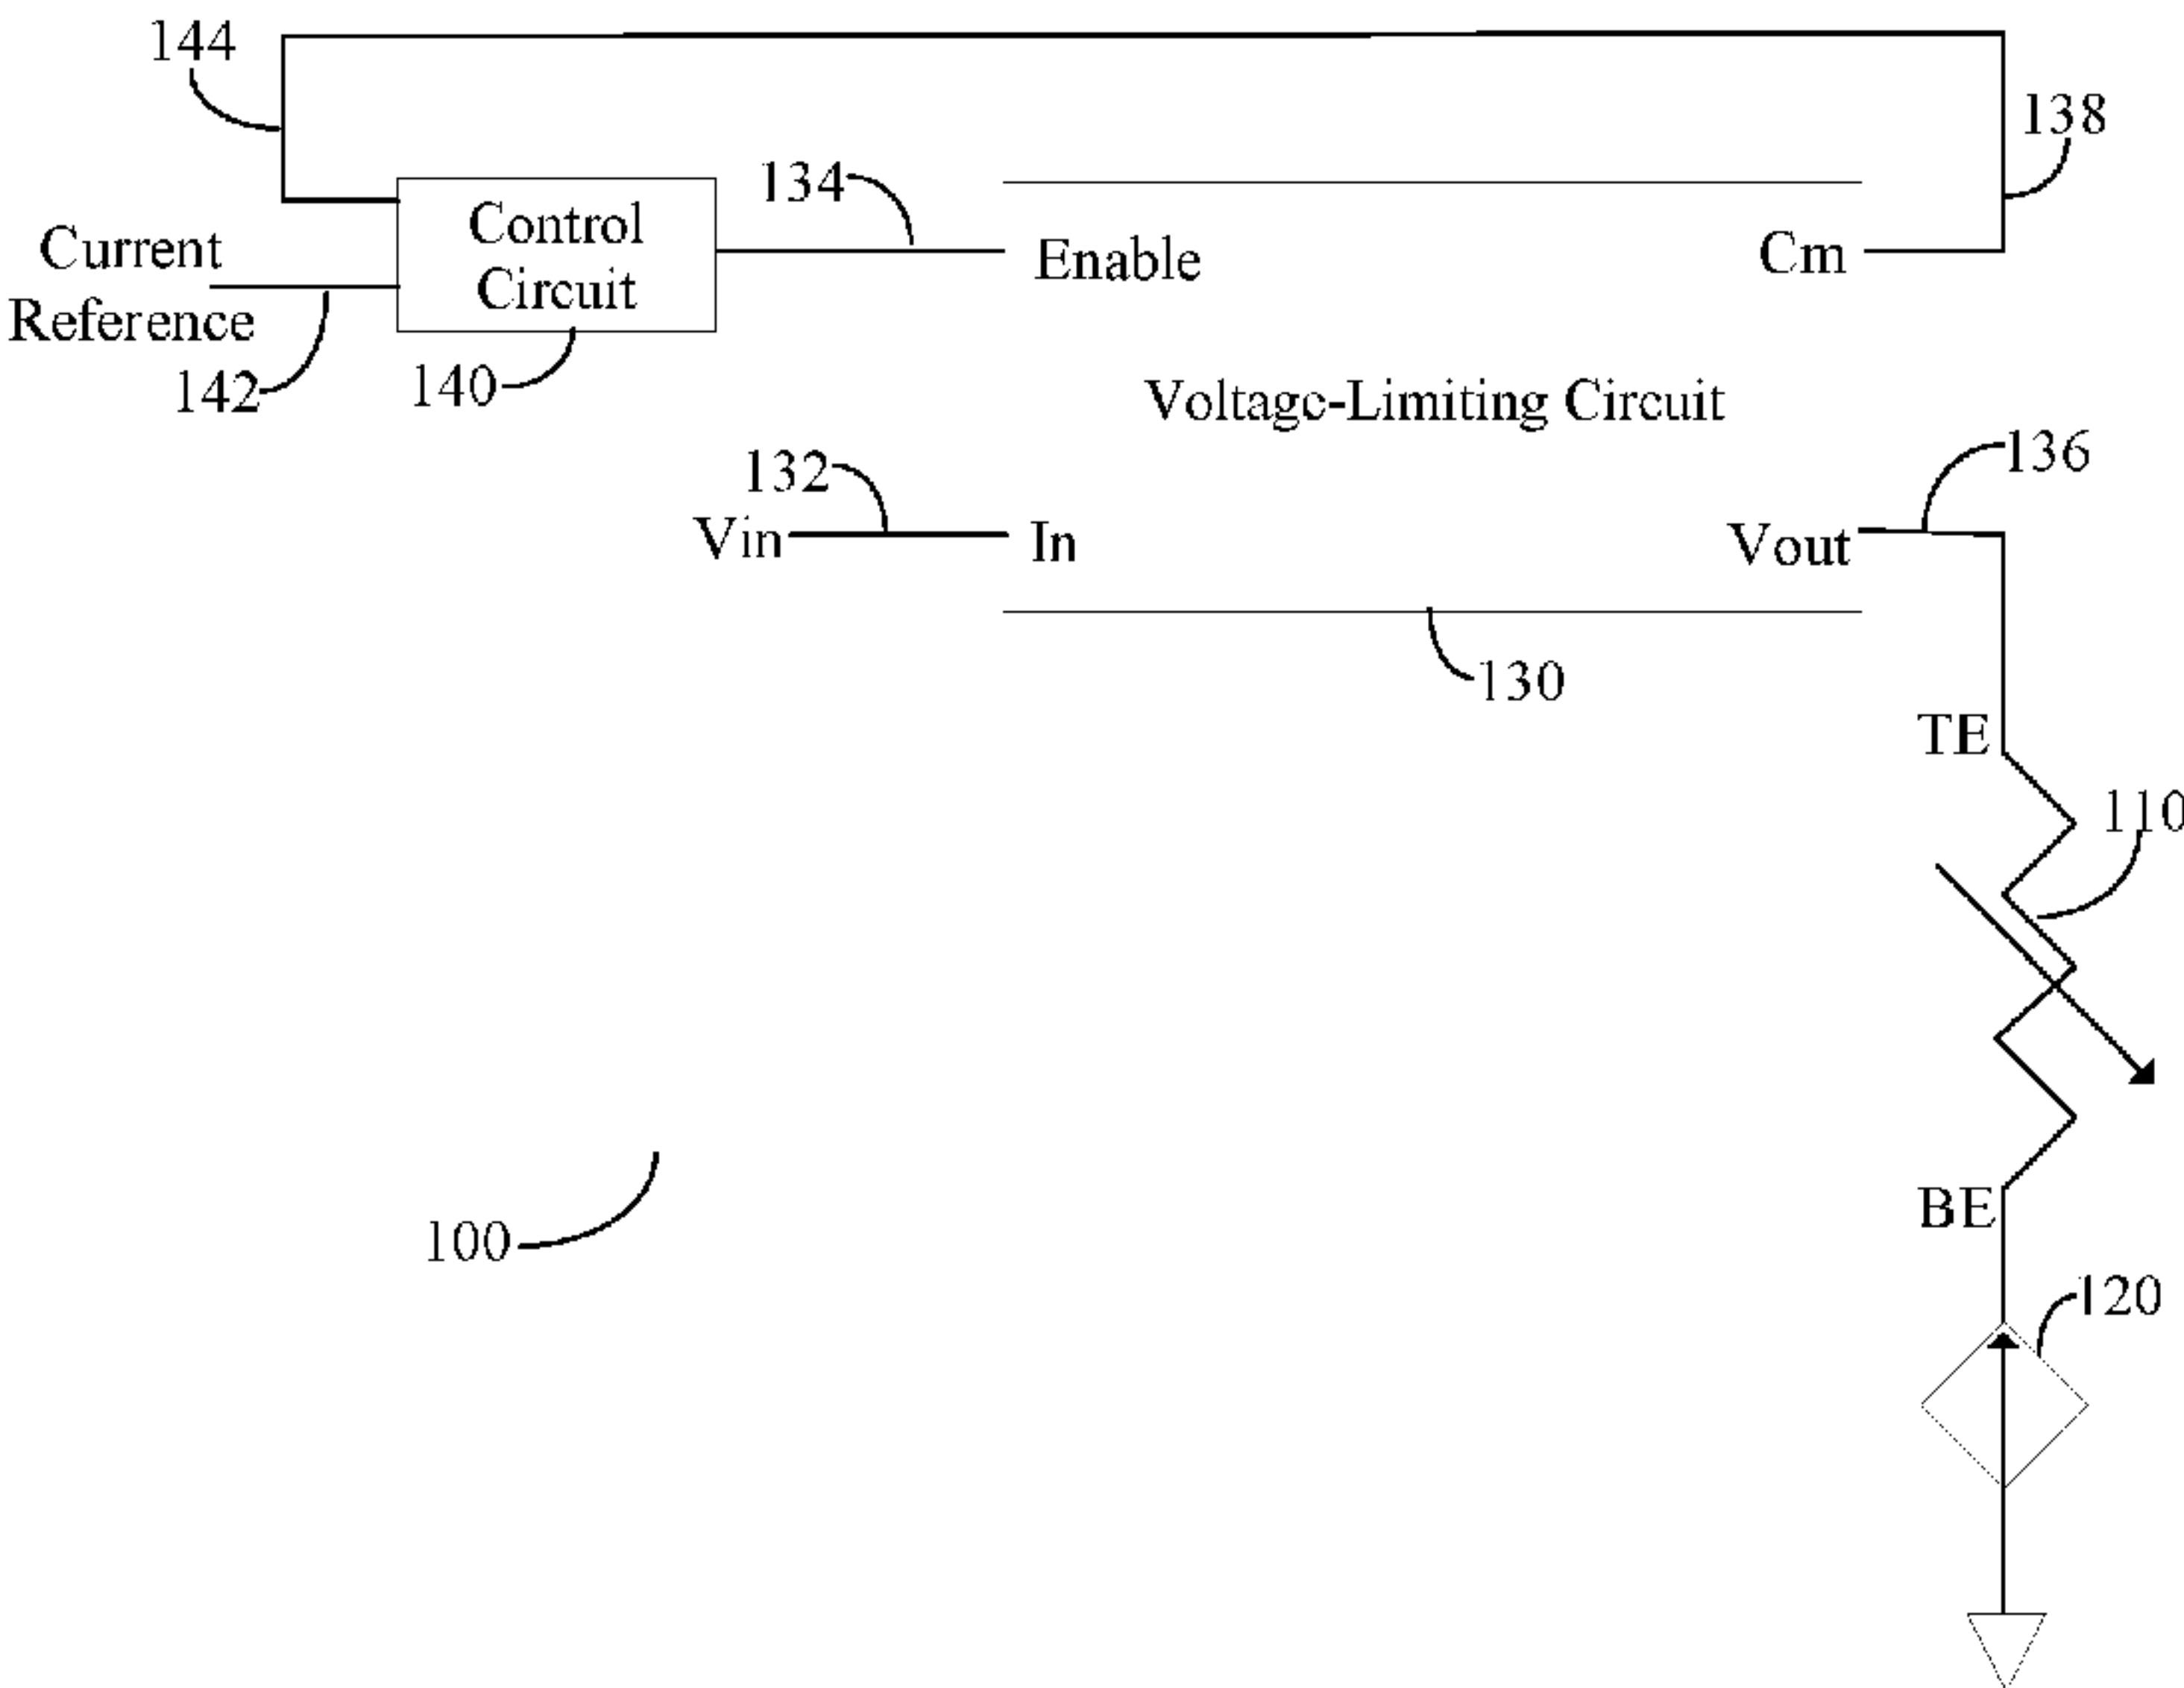 144
138
134
Control
Circuit
Current
Reference
Enable
Cm
142
140
Voltage-Limiting Circuit
132
136
Vin
In
Vout
130
TE
110
BE
100
120